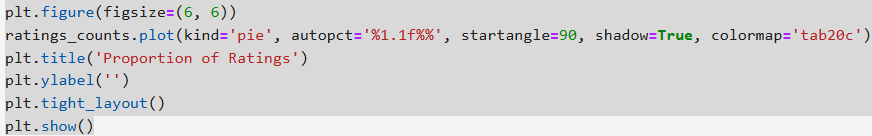 plt.figure(figsize=(6, 6))
ratings_counts.plot(kind='pie', autopct='%1.1f%%', startangle=90, shadow=True, colormap='tab20c')
plt.title('Proportion of Ratings')
plt.ylabel('')
plt.tight_layout()
plt.show()